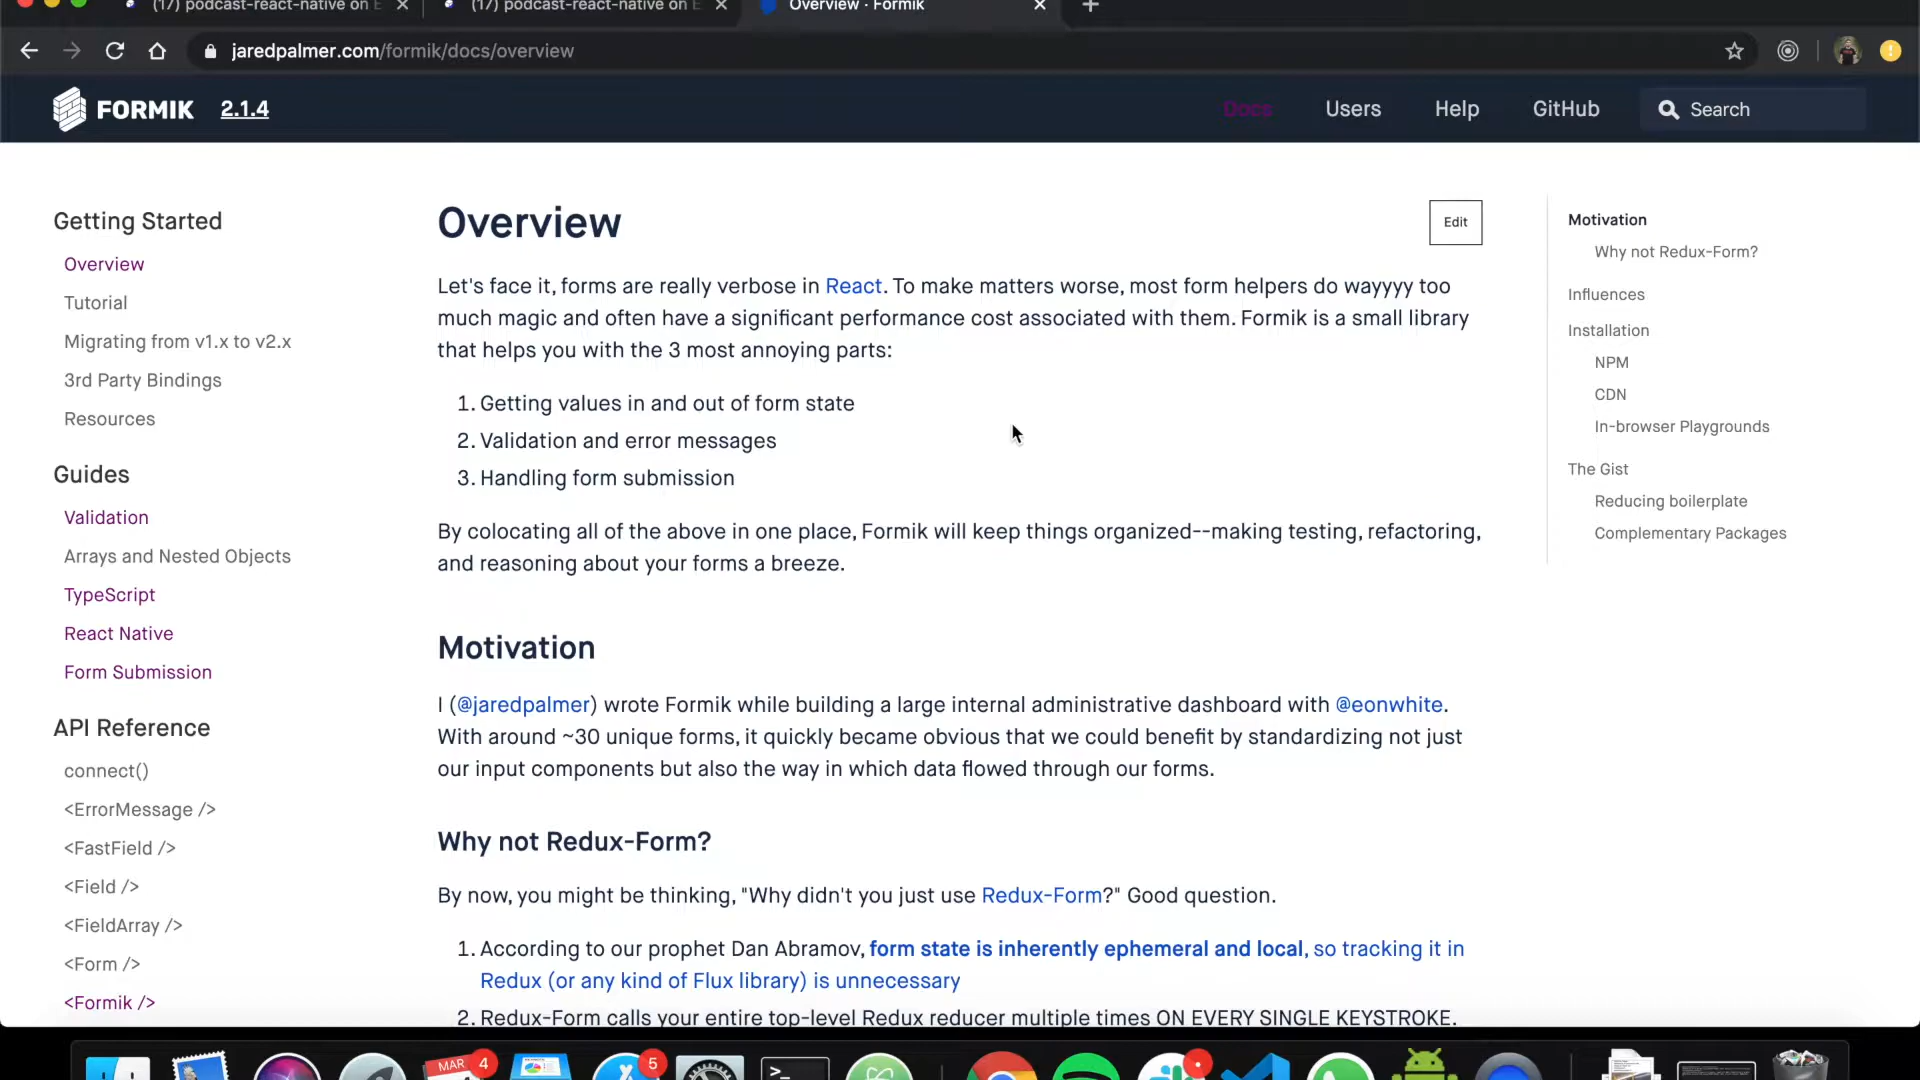 (17) podcast-react-native on E
(17) podcast-react-native on E
Overview · Formik
jaredpalmer.com/formik/docs/overview
FORMIK 2.1.4
Docs Users Help GitHub Search
Getting Started
Overview
Tutorial
Migrating from v1.x to v2.x
3rd Party Bindings
Resources
Guides
Validation
Arrays and Nested Objects
TypeScript
React Native
Form Submission
API Reference
connect()
<ErrorMessage />
<FastField />
<Field />
<FieldArray />
<Form />
<Formik />
Overview
Edit
Let's face it, forms are really verbose in React. To make matters worse, most form helpers do wayyyy too
much magic and often have a significant performance cost associated with them. Formik is a small library
that helps you with the 3 most annoying parts:
1. Getting values in and out of form state
2. Validation and error messages
3. Handling form submission
By colocating all of the above in one place, Formik will keep things organized--making testing, refactoring,
and reasoning about your forms a breeze.
Motivation
I (@jaredpalmer) wrote Formik while building a large internal administrative dashboard with @eonwhite.
With around ~30 unique forms, it quickly became obvious that we could benefit by standardizing not just
our input components but also the way in which data flowed through our forms.
Why not Redux-Form?
By now, you might be thinking, "Why didn't you just use Redux-Form?" Good question.
1. According to our prophet Dan Abramov, form state is inherently ephemeral and local, so tracking it in
Redux (or any kind of Flux library) is unnecessary
2. Redux-Form calls your entire top-level Redux reducer multiple times ON EVERY SINGLE KEYSTROKE.
Motivation
Why not Redux-Form?
Influences
Installation
NPM
CDN
In-browser Playgrounds
The Gist
Reducing boilerplate
Complementary Packages
MAR 4
5